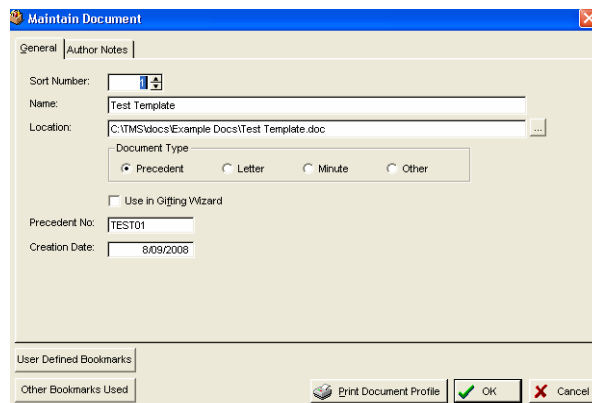 Maintain Document
General Author Notes
Sort Number: 1
Name: Test Template
Location: C:\TMS\docs\Example Docs\Test Template.doc ...
Document Type
Precedent Letter Minute Other
Use in Gifting Wizard
Precedent No: TEST01
Creation Date: 8/09/2008
User Defined Bookmarks
Other Bookmarks Used Print Document Profile OK Cancel